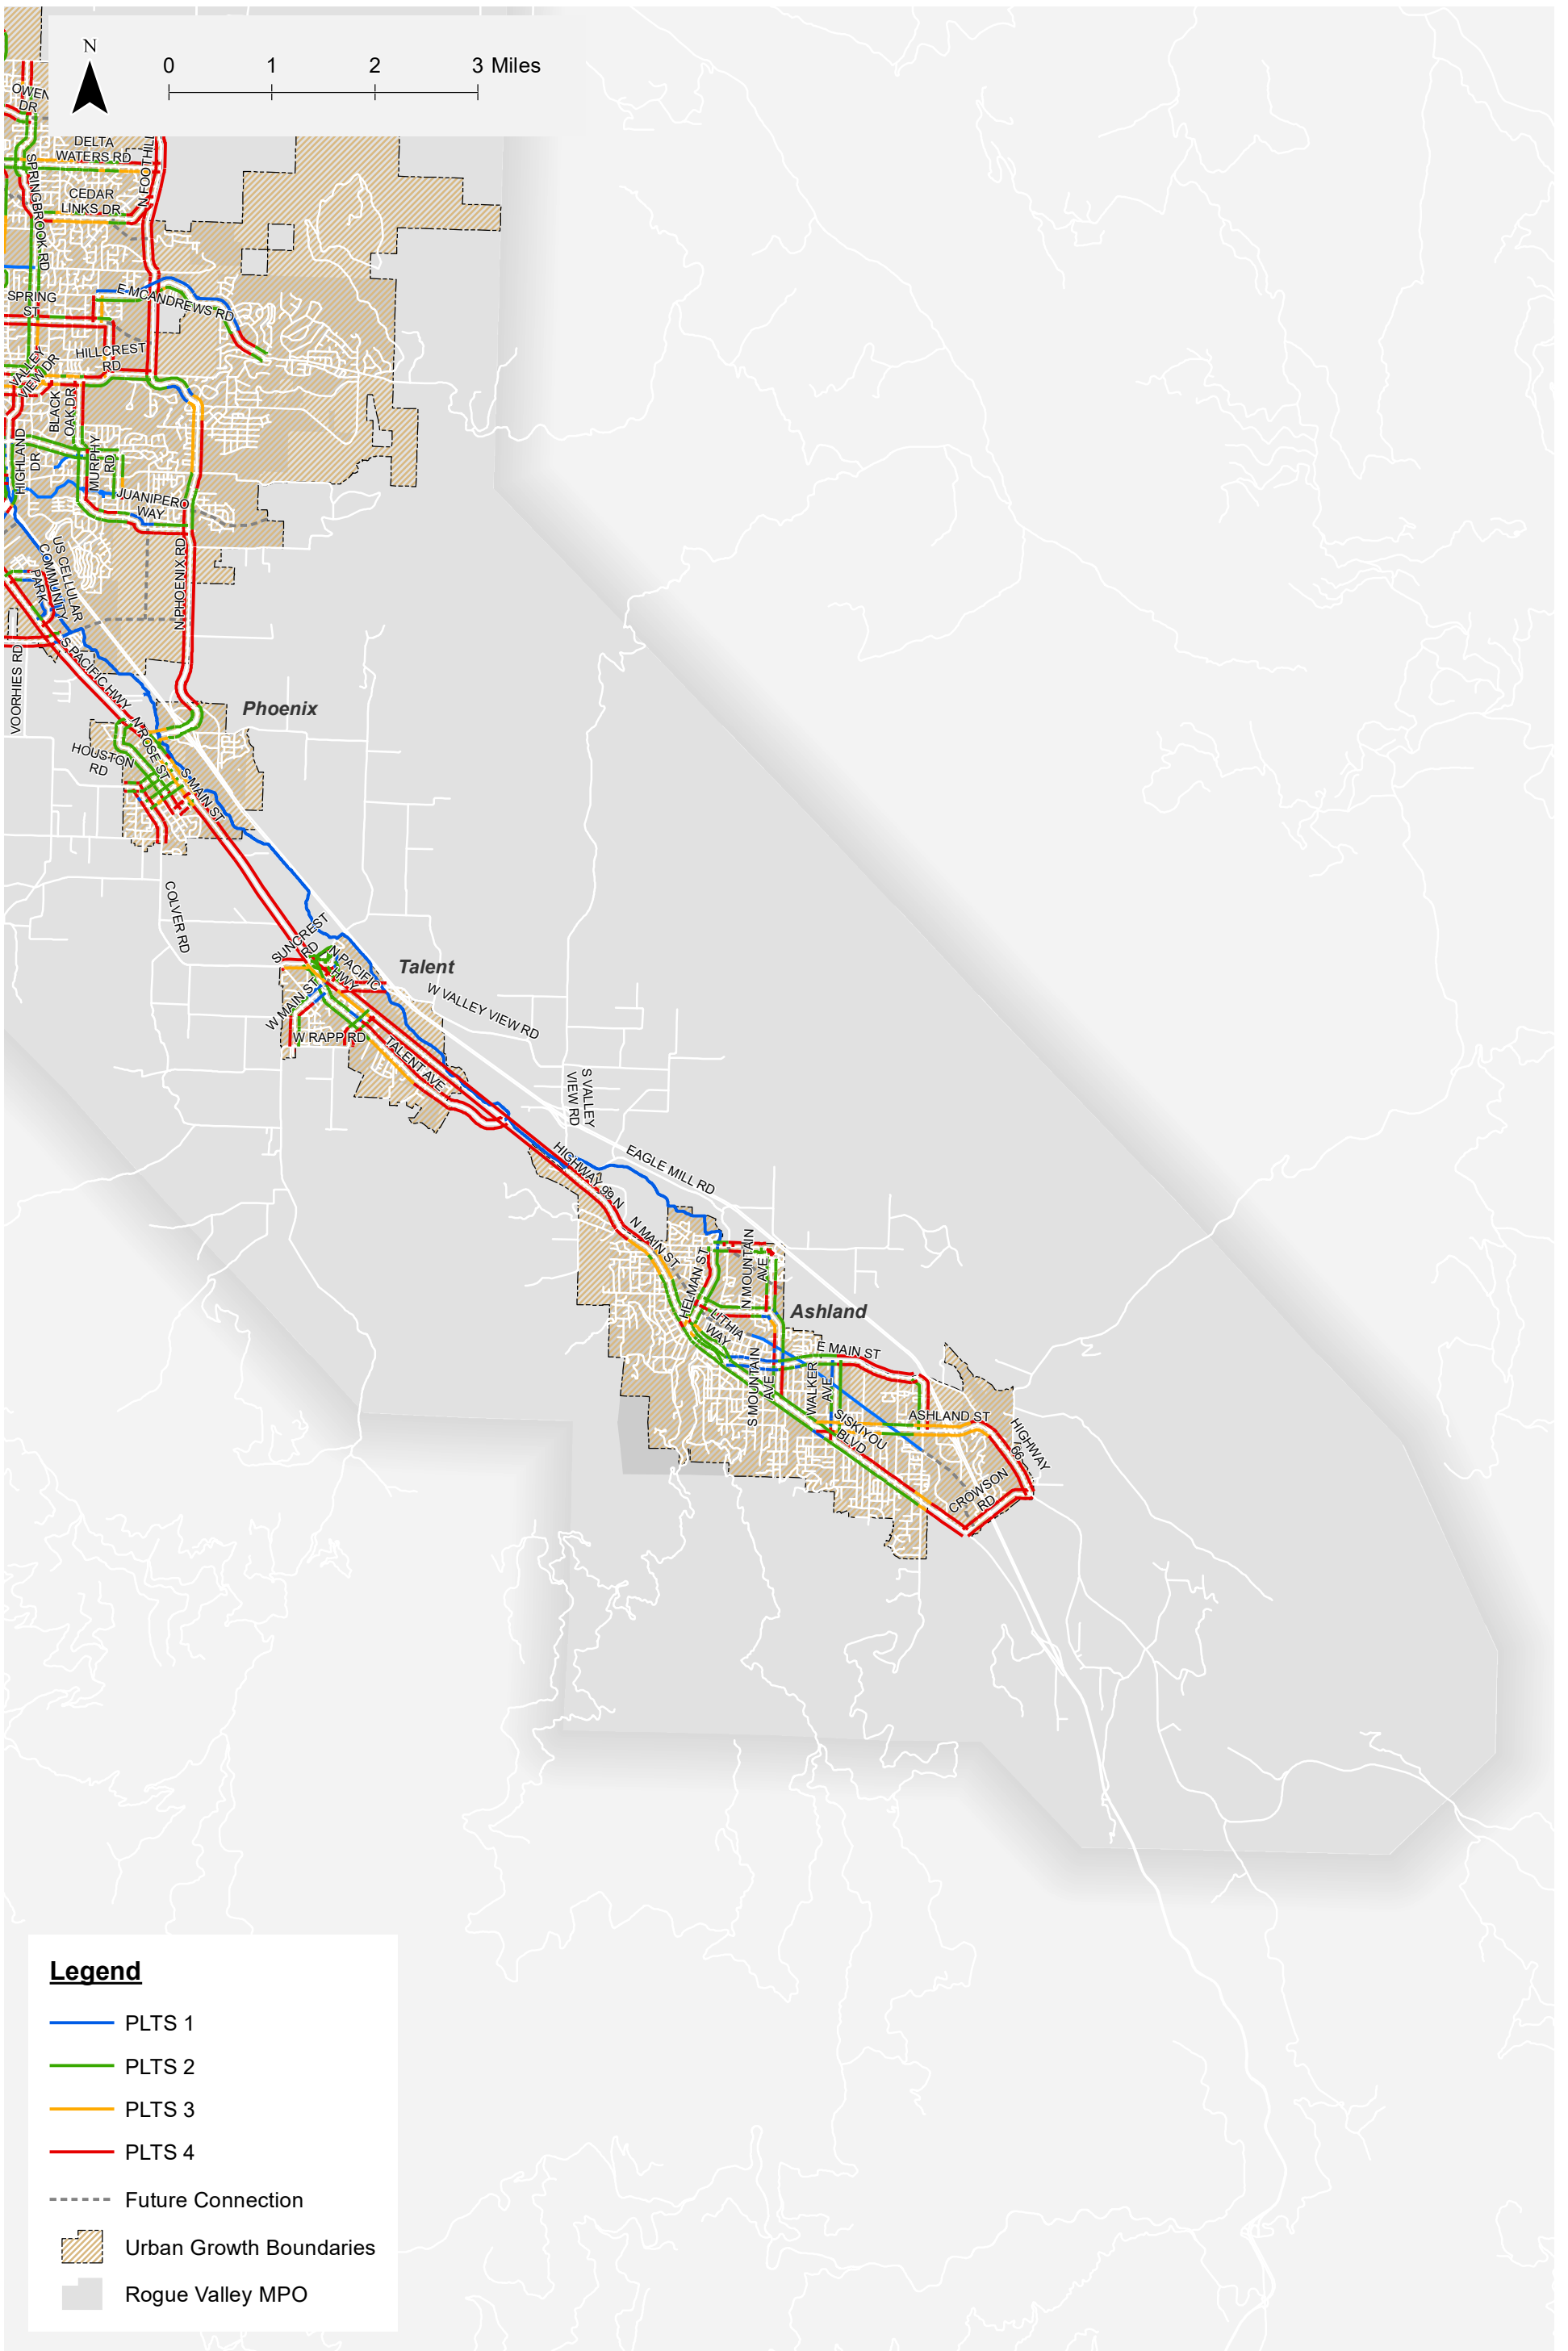 N
0 1 2 3 Miles
OWEN
DR
DELTA
WATERS RD
N FOOTHILL
SPRINGBROOK RD
CEDAR
LINKS DR
SPRING
ST
E MCANDREWS RD
HILLCREST
RD
VALLEY
VIEW DR
BLACK
OAK DR
HIGHLAND
DR
MURPHY
RD
JUANIPERO
WAY
US CELLULAR
COMMUNITY
PARK
N PHOENIX RD
VOORHIES RD
S PACIFIC HWY
Phoenix
N ROSE ST
HOUSTON
RD
S MAIN ST
COLVER RD
SUNCREST
RD
N PACIFIC
HWY
Talent
W MAIN ST
W VALLEY VIEW RD
W RAPP RD
TALENT AVE
S VALLEY
VIEW RD
HIGHWAY 99 N
EAGLE MILL RD
N MAIN ST
HELMAN ST
N MOUNTAIN
AVE
Ashland
LITHIA
WAY
E MAIN ST
S MOUNTAIN
AVE
WALKER
AVE
SISKIYOU
BLVD
ASHLAND ST
HIGHWAY
66
CROWSON
RD
Legend
PLTS 1
PLTS 2
PLTS 3
PLTS 4
Future Connection
Urban Growth Boundaries
Rogue Valley MPO